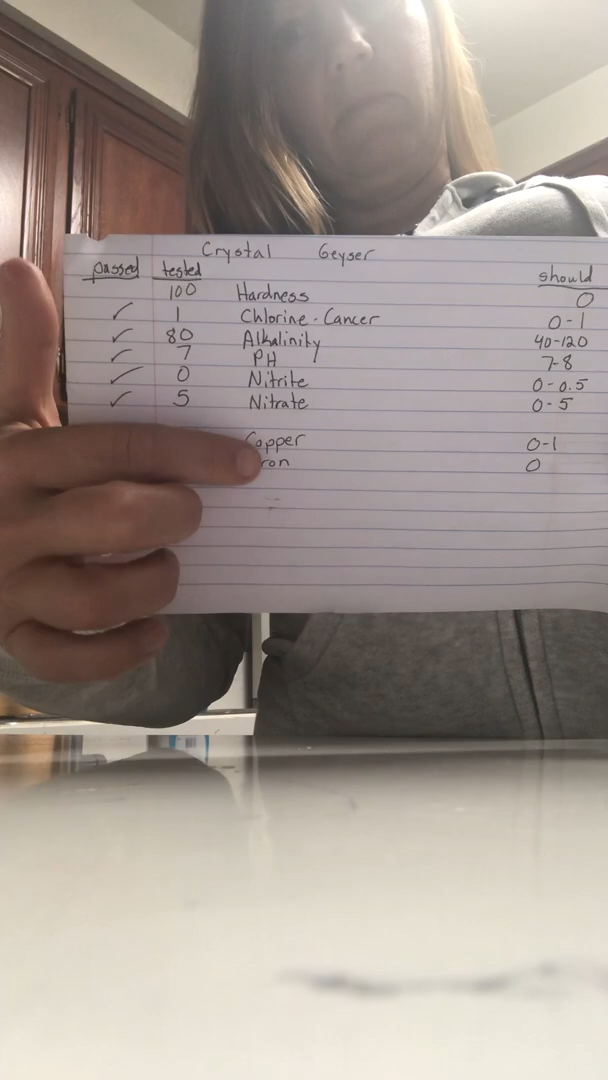 Crystal Geyser
passed tested should
100 Hardness 0
✓ 1 Chlorine - Cancer 0-1
✓ 80 Alkalinity 40-120
✓ 7 PH 7-8
✓ 0 Nitrite 0-0.5
✓ 5 Nitrate 0-5
Copper 0-1
ron 0